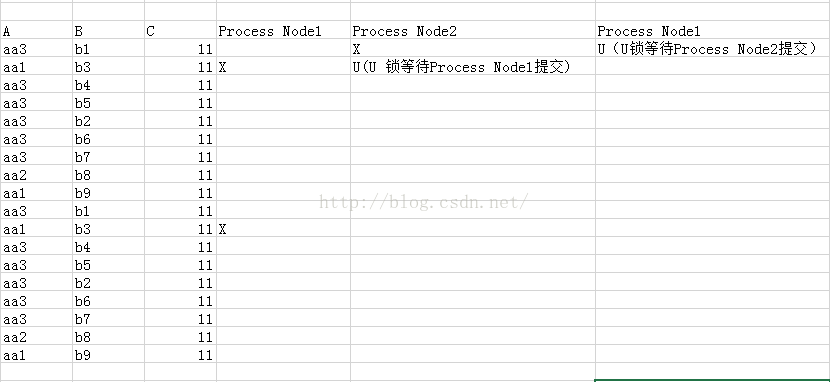 A B C Process Node1 Process Node2 Process Node1
aa3 b1 11 X U（U锁等待Process Node2提交）
aa1 b3 11 X U(U 锁等待Process Node1提交)
aa3 b4 11
aa3 b5 11
aa3 b2 11
aa3 b6 11
aa3 b7 11
aa2 b8 11
aa1 b9 11
http://blog.csdn.net/
aa3 b1 11
aa1 b3 11 X
aa3 b4 11
aa3 b5 11
aa3 b2 11
aa3 b6 11
aa3 b7 11
aa2 b8 11
aa1 b9 11